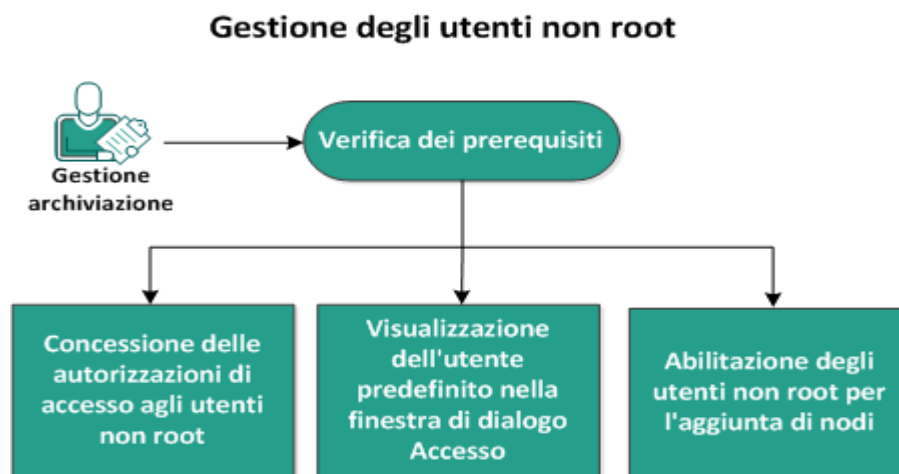 Gestione degli utenti non root
Verifica dei prerequisiti
Gestione
archiviazione
Concessione delle
autorizzazioni di
accesso agli utenti
non root
Visualizzazione
dell'utente
predefinito nella
finestra di dialogo
Accesso
Abilitazione degli
utenti non root per
l'aggiunta di nodi